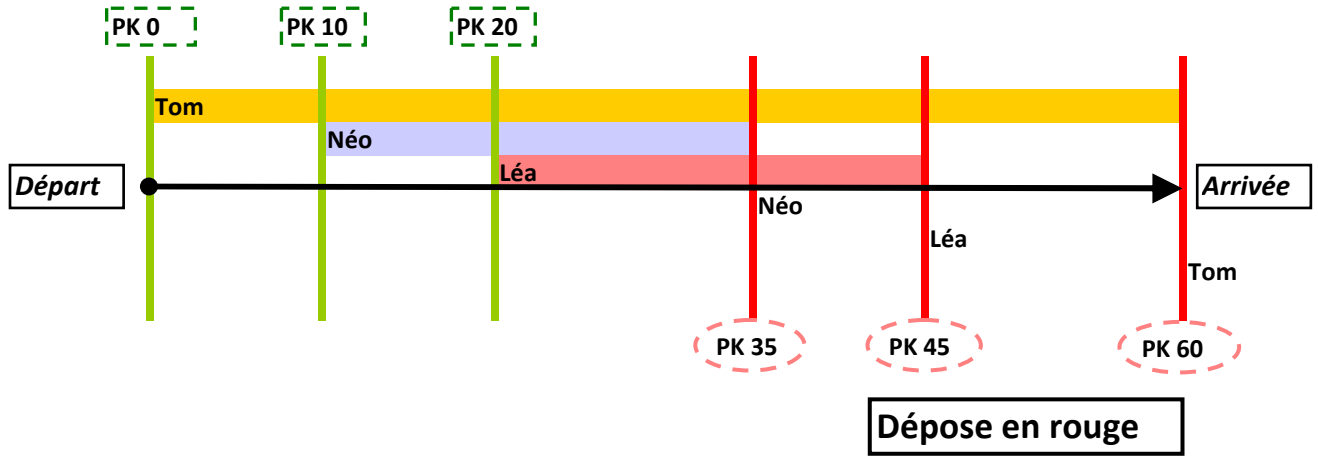 PK 0
PK 10
PK 20
Tom
Néo
Léa
Départ
Arrivée
Néo
Léa
Tom
PK 35
PK 45
PK 60
Dépose en rouge